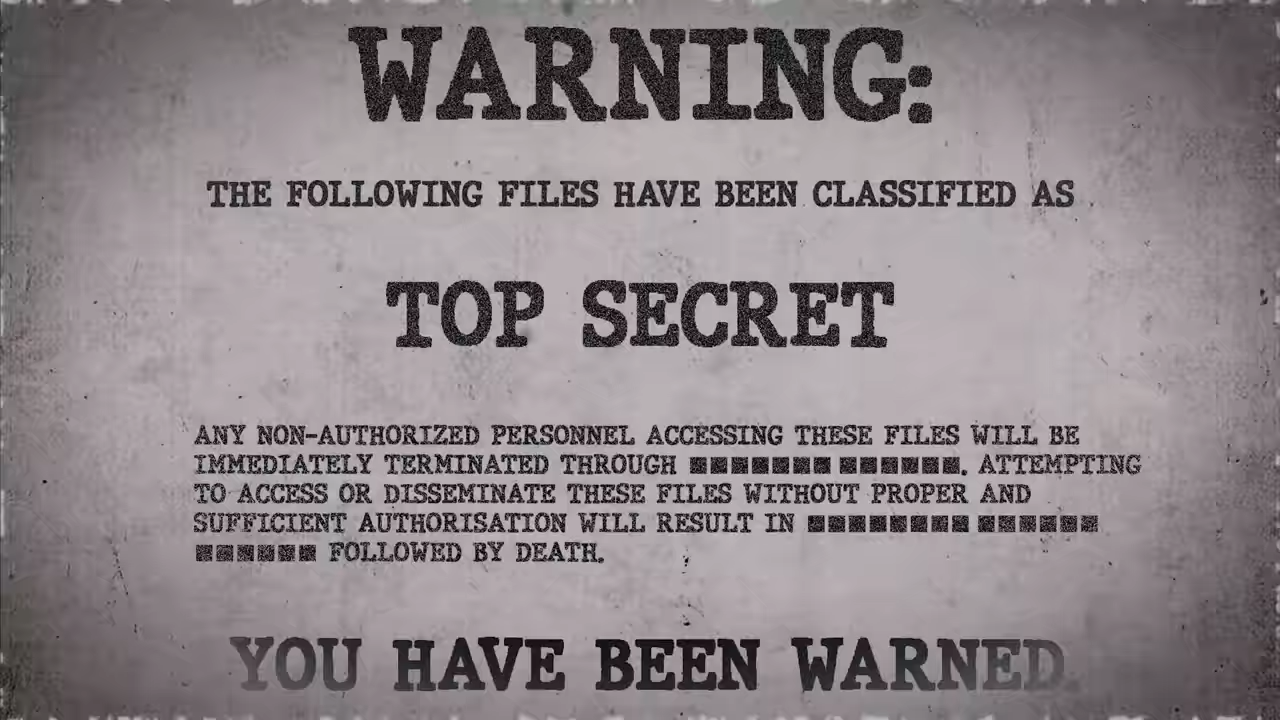 WARNING:
THE FOLLOWING FILES HAVE BEEN CLASSIFIED AS
TOP SECRET
ANY NON-AUTHORIZED PERSONNEL ACCESSING THESE FILES WILL BE
IMMEDIATELY TERMINATED THROUGH ■■■■■■■ ■■■■■■. ATTEMPTING
TO ACCESS OR DISSEMINATE THESE FILES WITHOUT PROPER AND
SUFFICIENT AUTHORISATION WILL RESULT IN ■■■■■■■■ ■■■■■■
■■■■■■ FOLLOWED BY DEATH.
YOU HAVE BEEN WARNED.